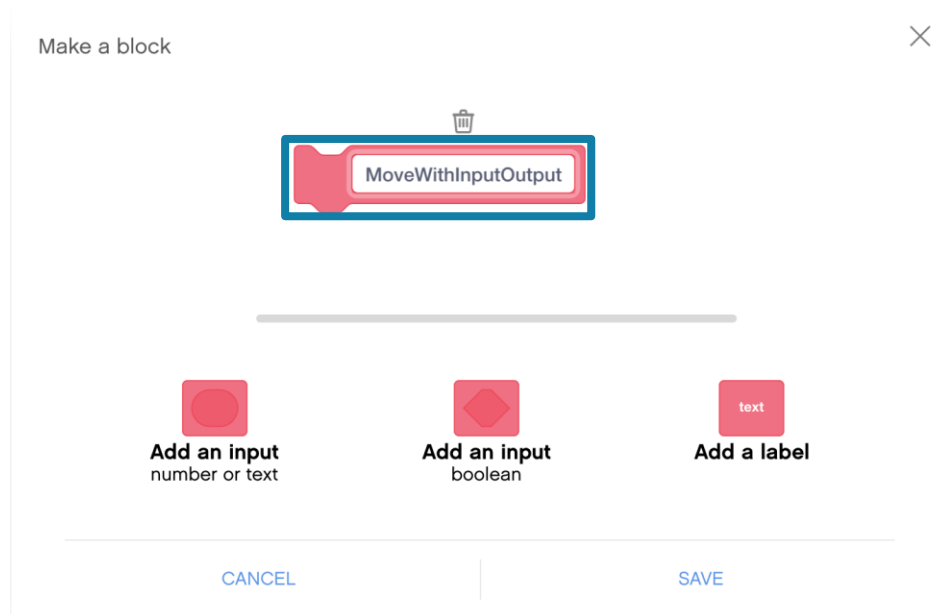 Make a block
MoveWithInputOutput
text
Add an input
number or text
Add an input
boolean
Add a label
CANCEL
SAVE